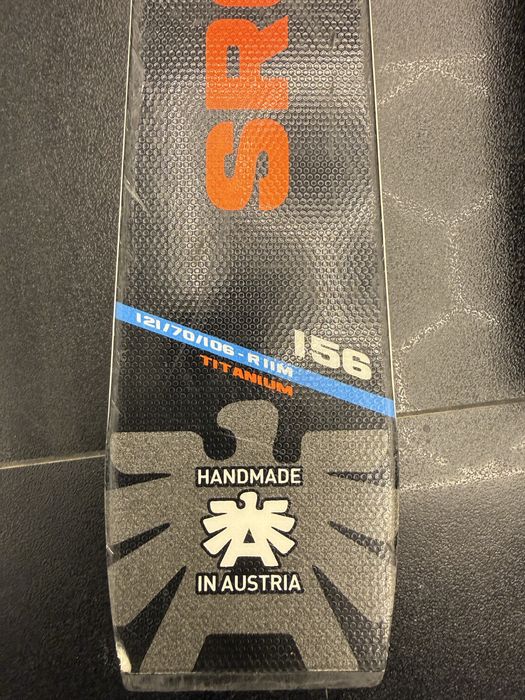 SR
121/70/106 - R11M
156
TITANIUM
HANDMADE
IN AUSTRIA